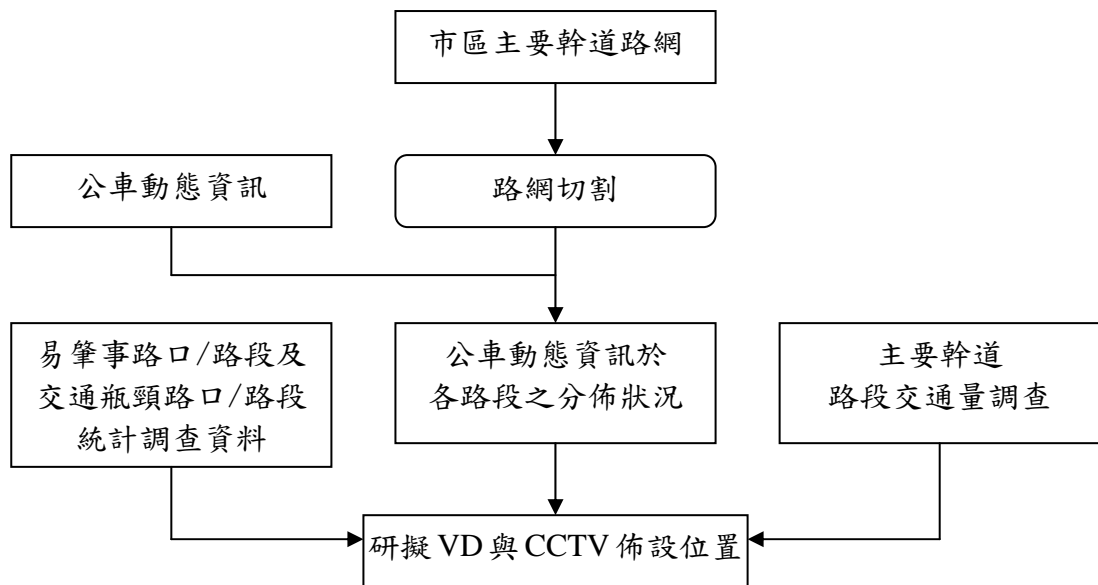 市區主要幹道路網
公車動態資訊
路網切割
易肇事路口/路段及
交通瓶頸路口/路段
統計調查資料
公車動態資訊於
各路段之分佈狀況
主要幹道
路段交通量調查
研擬 VD 與 CCTV 佈設位置